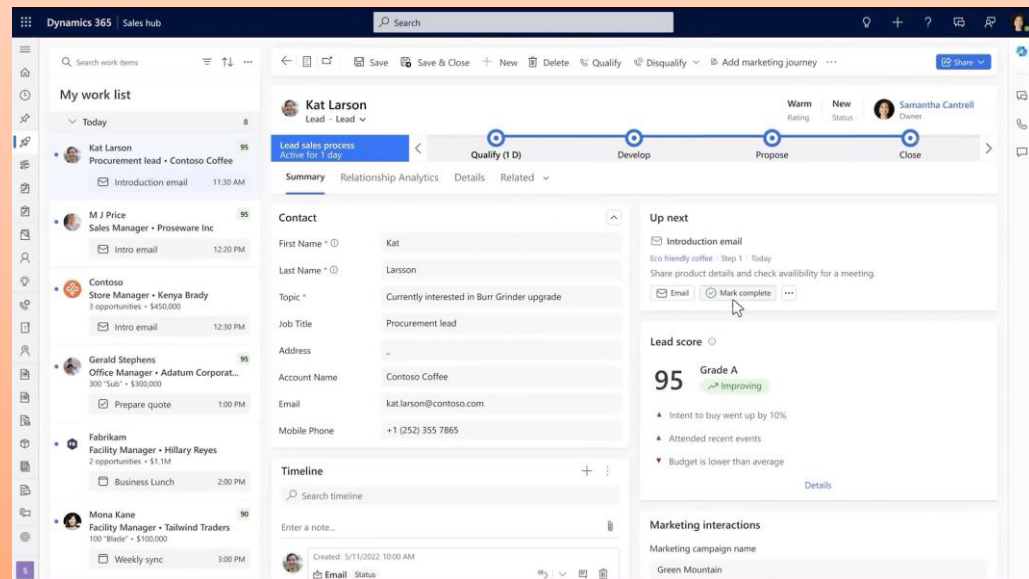 Dynamics 365 Sales hub
Search
Search work items
My work list
Today 8
Kat Larson 95
Procurement lead • Contoso Coffee
Introduction email 11:30 AM
M J Price 95
Sales Manager • Proseware Inc
Intro email 12:20 PM
Contoso
Store Manager • Kenya Brady
3 opportunities • $450,000
Intro email 12:30 PM
Gerald Stephens 95
Office Manager • Adatum Corporat...
300 "Sub" • $300,000
Prepare quote 1:00 PM
Fabrikam
Facility Manager • Hillary Reyes
2 opportunities • $1.1M
Business Lunch 2:00 PM
Mona Kane 90
Facility Manager • Tailwind Traders
100 "Blade" • $100,000
Weekly sync 3:00 PM
S
Save Save & Close New Delete Qualify Disqualify Add marketing journey ... Share
Kat Larson
Lead · Lead
Warm
Rating
New
Status
Samantha Cantrell
Owner
Lead sales process
Active for 1 day
Qualify (1 D) Develop Propose Close
Summary Relationship Analytics Details Related
Contact
First Name * Kat
Last Name * Larsson
Topic * Currently interested in Burr Grinder upgrade
Job Title Procurement lead
Address _
Account Name Contoso Coffee
Email kat.larson@contoso.com
Mobile Phone +1 (252) 355 7865
Timeline
Search timeline
Enter a note...
Created: 5/11/2022 10:00 AM
Email Status
Up next
Introduction email
Eco friendly coffee Step 1 Today
Share product details and check availibility for a meeting.
Email Mark complete ...
Lead score
95 Grade A
Improving
Intent to buy went up by 10%
Attended recent events
Budget is lower than average
Details
Marketing interactions
Marketing campaign name
Green Mountain